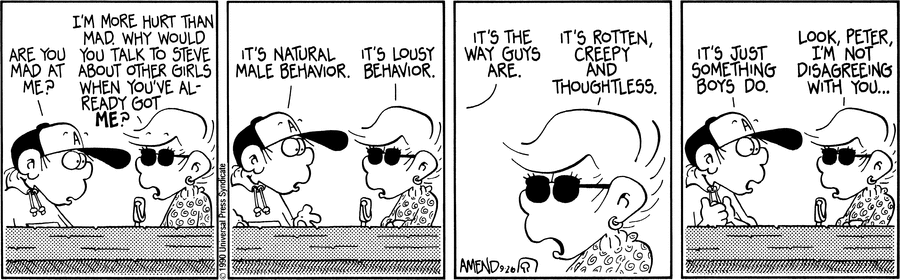 ARE YOU
MAD AT
ME?
I'M MORE HURT THAN
MAD. WHY WOULD
YOU TALK TO STEVE
ABOUT OTHER GIRLS
WHEN YOU'VE AL-
READY GOT
ME?
A
© 1990 Universal Press Syndicate
IT'S NATURAL
MALE BEHAVIOR.
IT'S LOUSY
BEHAVIOR.
A
IT'S THE
WAY GUYS
ARE.
IT'S ROTTEN,
CREEPY
AND
THOUGHTLESS.
AMEND 9-26
IT'S JUST
SOMETHING
BOYS DO.
LOOK, PETER,
I'M NOT
DISAGREEING
WITH YOU...
A